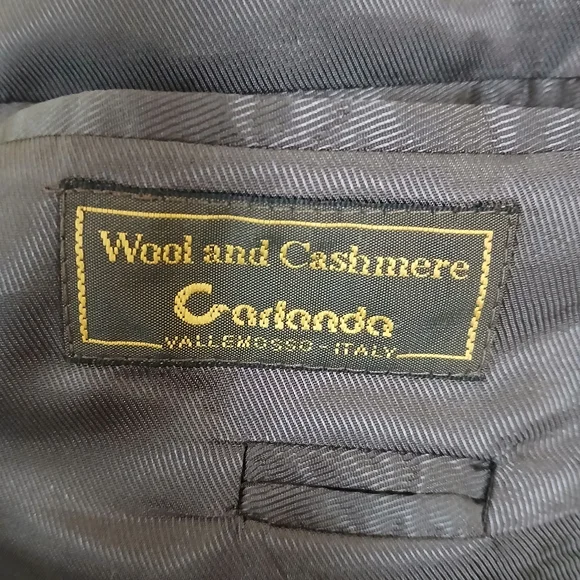 Wool and Cashmere
Carlanda
VALLEMOSSO - ITALY